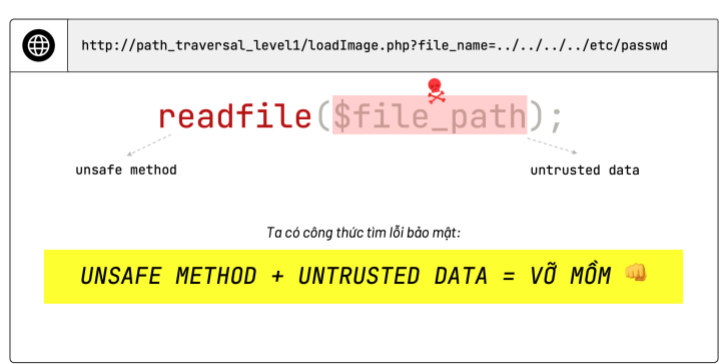 http://path_traversal_level1/loadImage.php?file_name=../../../../etc/passwd
readfile($file_path);
unsafe method
untrusted data
Ta có công thức tìm lỗi bảo mật:
UNSAFE METHOD + UNTRUSTED DATA = VỠ MỒM 👊